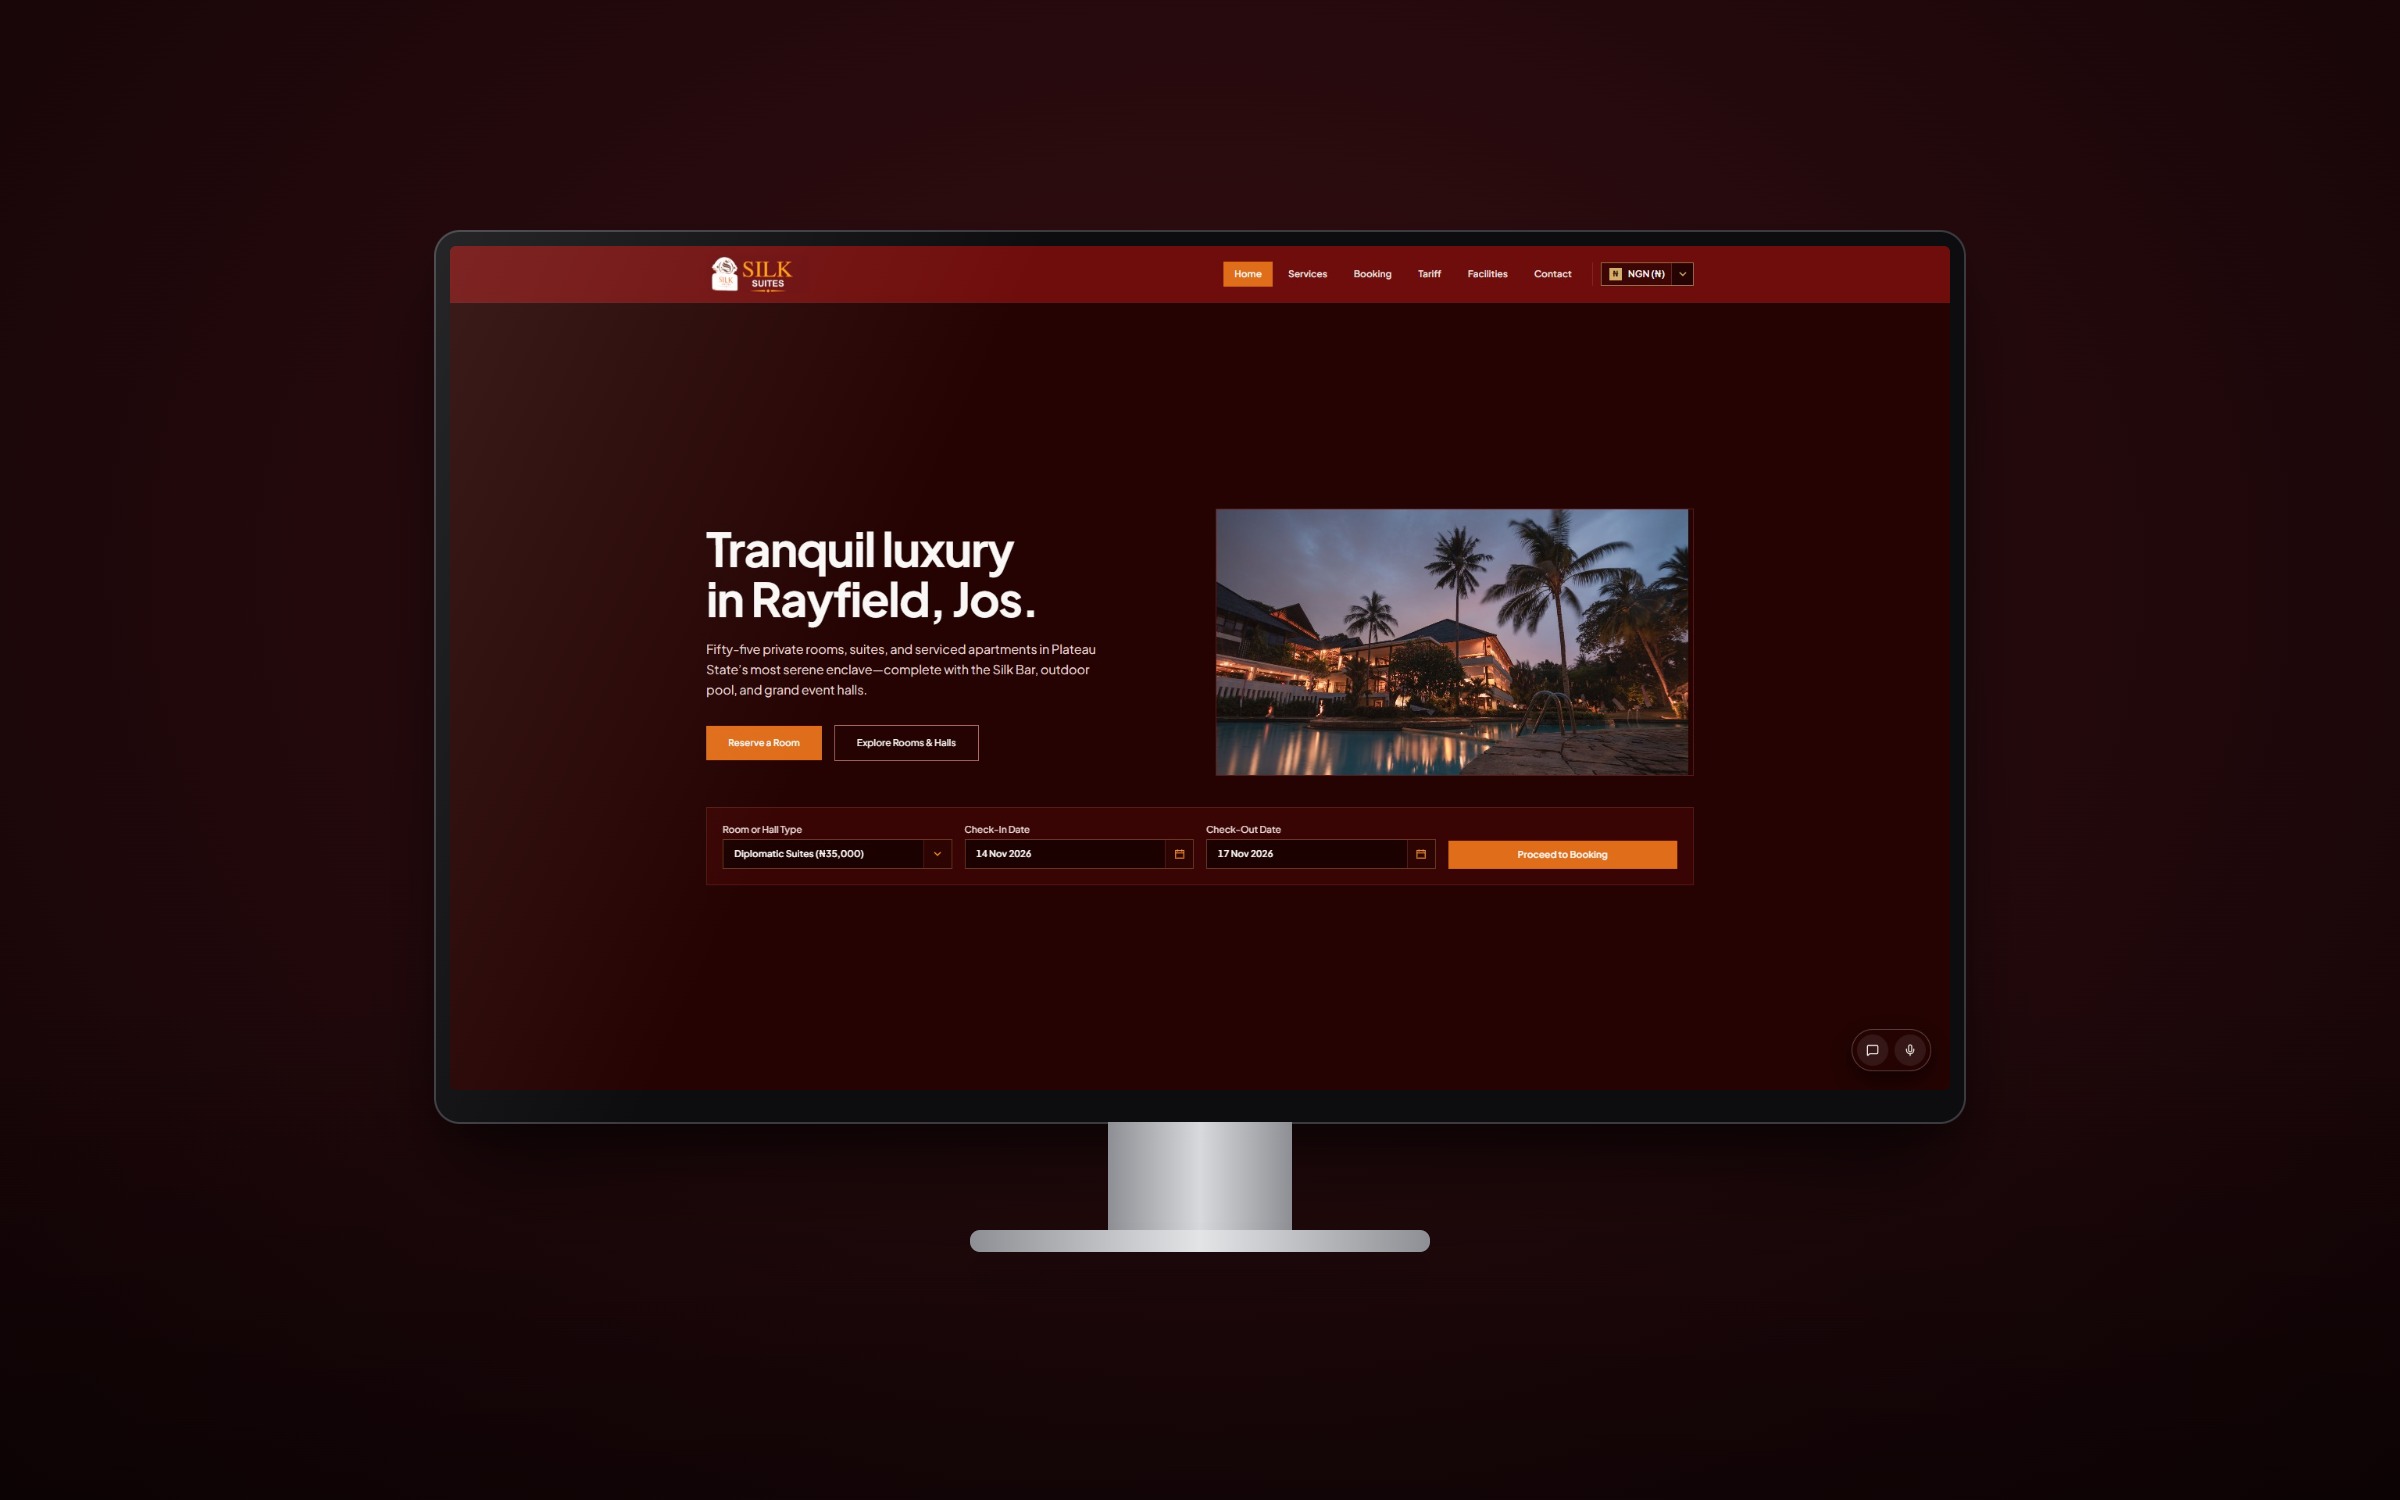 SILK
SUITES
Home
Services
Booking
Tariff
Facilities
Contact
₦
NGN (₦)
Tranquil luxury
in Rayfield, Jos.
Fifty-five private rooms, suites, and serviced apartments in Plateau
State's most serene enclave—complete with the Silk Bar, outdoor
pool, and grand event halls.
Reserve a Room
Explore Rooms & Halls
Room or Hall Type
Check-In Date
Check-Out Date
Diplomatic Suites (₦35,000)
14 Nov 2026
17 Nov 2026
Proceed to Booking